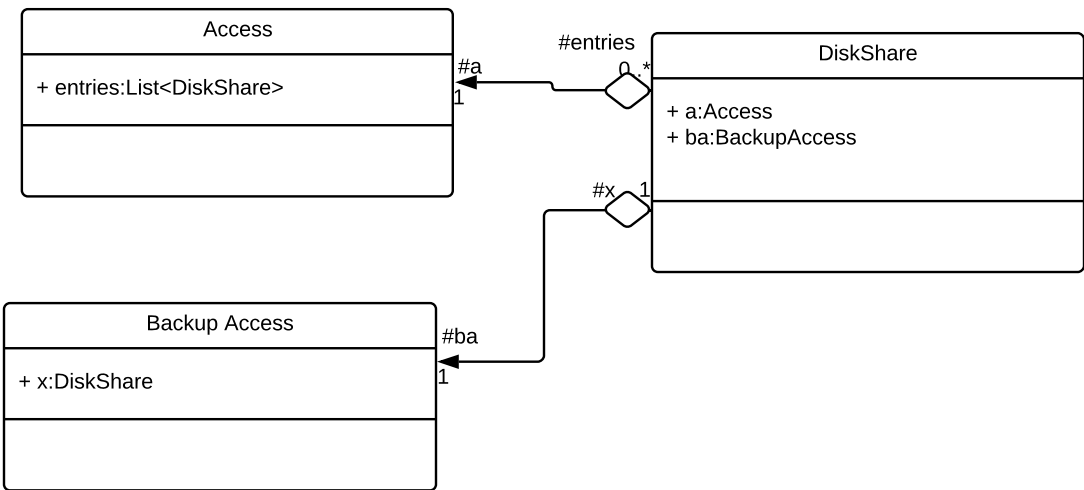 Access
+ entries:List<DiskShare>
#a
1
#entries
0..*
DiskShare
+ a:Access
+ ba:BackupAccess
#x
1
Backup Access
+ x:DiskShare
#ba
1